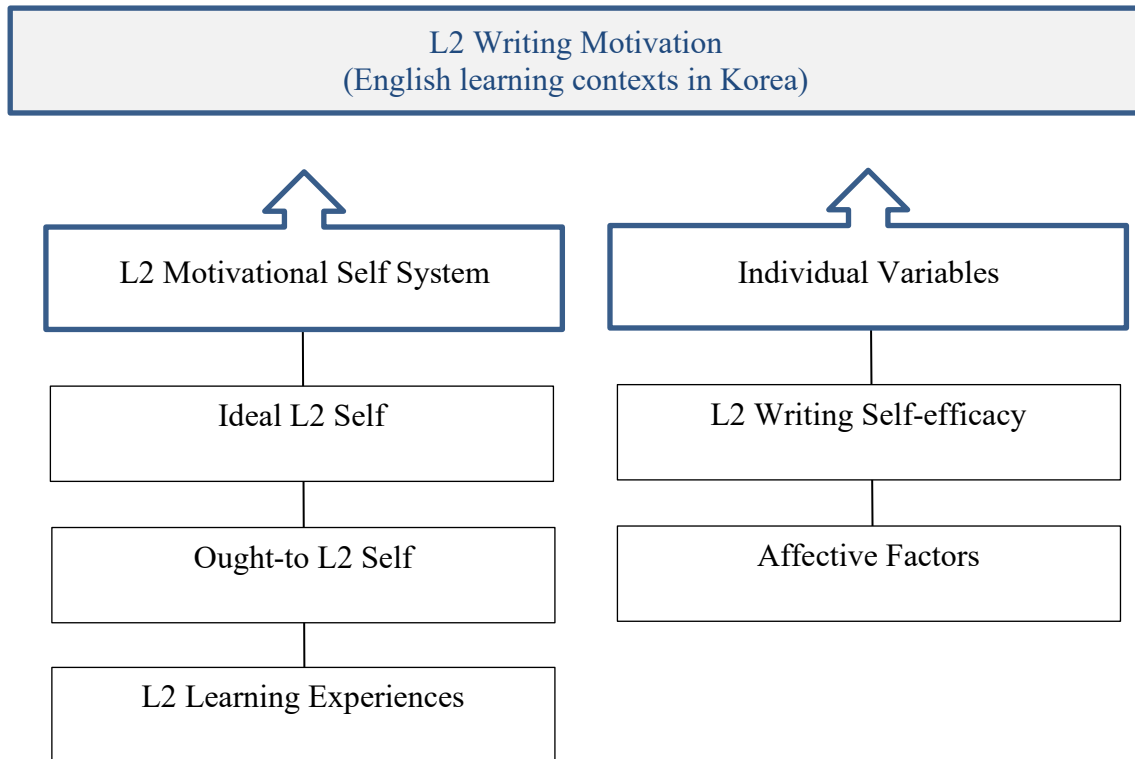 L2 Writing Motivation
(English learning contexts in Korea)
L2 Motivational Self System
Individual Variables
Ideal L2 Self
L2 Writing Self-efficacy
Ought-to L2 Self
Affective Factors
L2 Learning Experiences